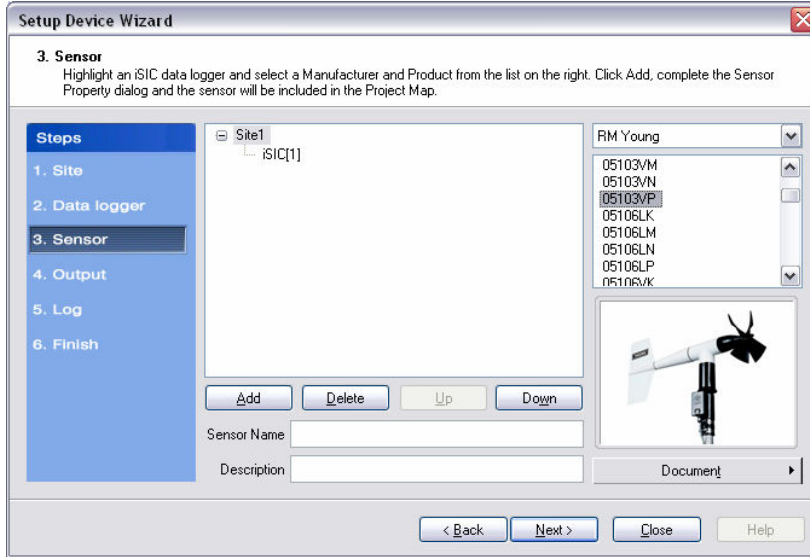 Setup Device Wizard
3. Sensor
Highlight an iSIC data logger and select a Manufacturer and Product from the list on the right. Click Add, complete the Sensor
Property dialog and the sensor will be included in the Project Map.
Steps
1. Site
2. Data logger
3. Sensor
4. Output
5. Log
6. Finish
Site1
iSIC[1]
Add
Delete
Up
Down
Sensor Name
Description
RM Young
05103VM
05103VN
05103VP
05106LK
05106LM
05106LN
05106LP
05106VK
Document
< Back
Next >
Close
Help